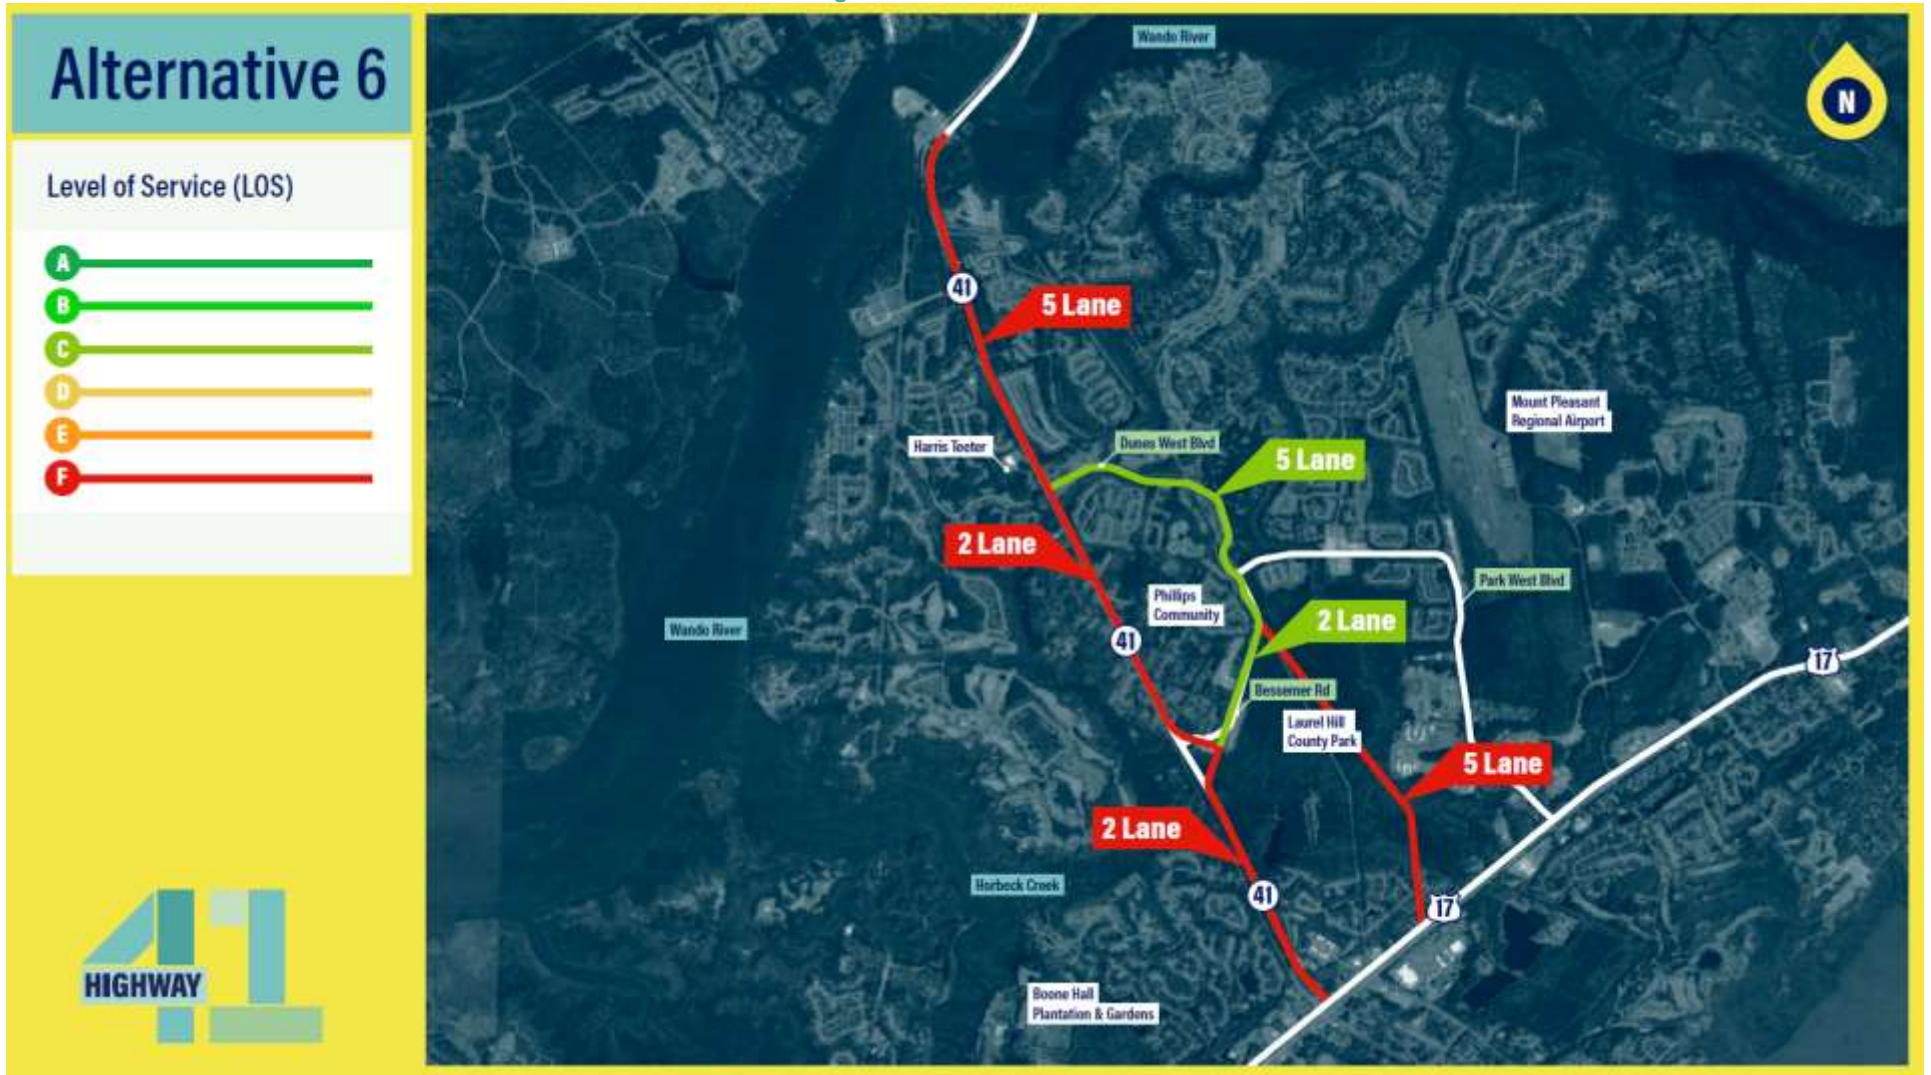 Alternative 6
Level of Service (LOS)
A
B
C
D
E
F
HIGHWAY
41
Wando River
N
41
5 Lane
Mount Pleasant
Regional Airport
Harris Teeter
Dunes West Blvd
5 Lane
2 Lane
Park West Blvd
Phillips
Community
2 Lane
Wando River
41
17
Bessemer Rd
Laurel Hill
County Park
5 Lane
2 Lane
Horbeck Creek
41
17
Boone Hall
Plantation & Gardens